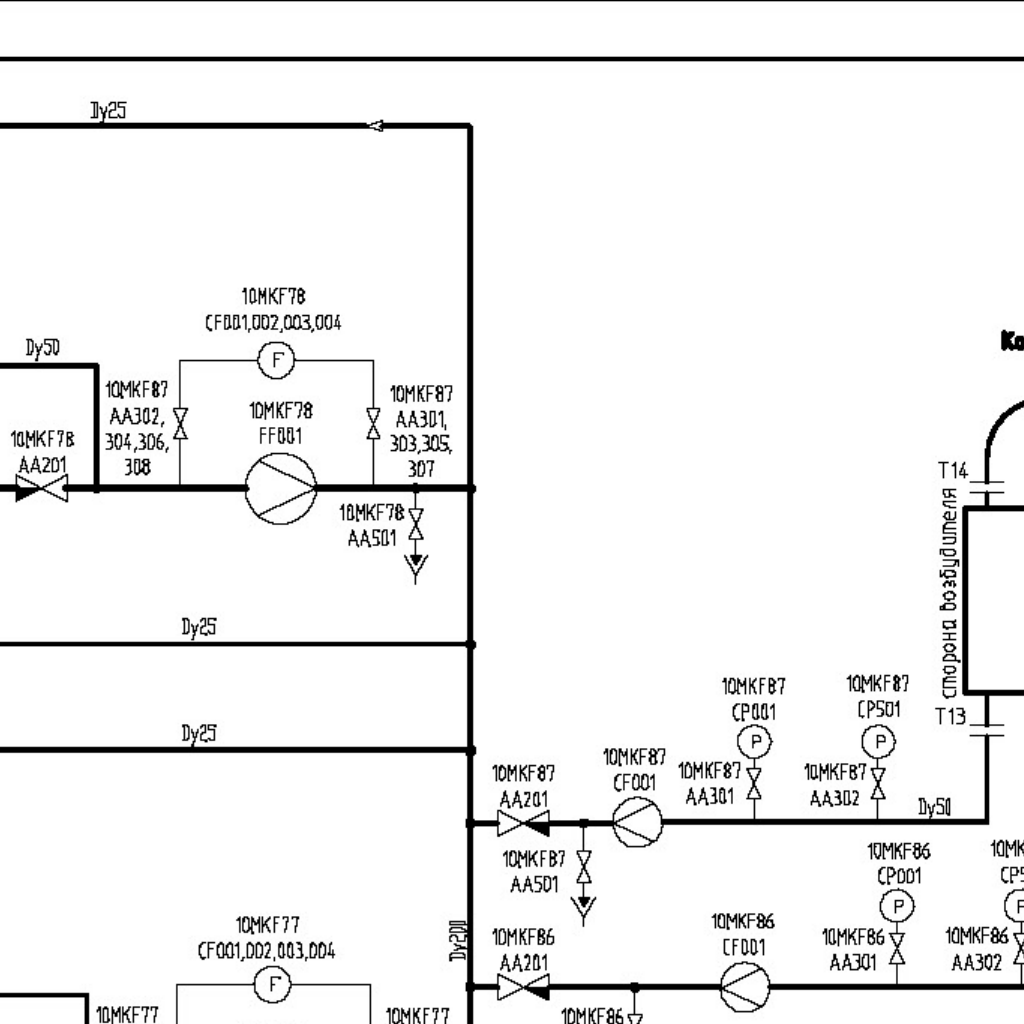 Dy25
10MKF78
CF001,002,003,004
Dy50
10MKF87
AA302,
304,306,
308
F
10MKF87
AA301,
303,305,
307
10MKF78
FF001
10MKF78
AA201
10MKF78
AA501
Ко
T14
сторона возбудителя
T13
Dy25
Dy25
10MKF87
CP001
P
10MKF87
CP501
P
10MKF87
CF001
10MKF87
AA301
10MKF87
AA302
10MKF87
AA201
Dy50
10MKF87
AA501
10MKF86
CP001
P
10MK
CP5
P
Dy200
10MKF77
CF001,002,003,004
F
10MKF86
AA201
10MKF86
CF001
10MKF86
AA301
10MKF86
AA302
10MKF77
10MKF77
10MKF86